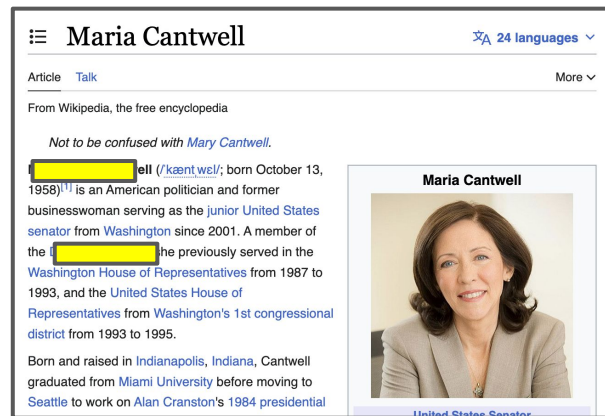 Maria Cantwell
24 languages
Article Talk
More
From Wikipedia, the free encyclopedia
Not to be confused with Mary Cantwell.
ell (/ˈkæntwɛl/; born October 13,
1958)[1] is an American politician and former
businesswoman serving as the junior United States
senator from Washington since 2001. A member of
the he previously served in the
Washington House of Representatives from 1987 to
1993, and the United States House of
Representatives from Washington's 1st congressional
district from 1993 to 1995.
Born and raised in Indianapolis, Indiana, Cantwell
graduated from Miami University before moving to
Seattle to work on Alan Cranston's 1984 presidential
Maria Cantwell
United States Senator